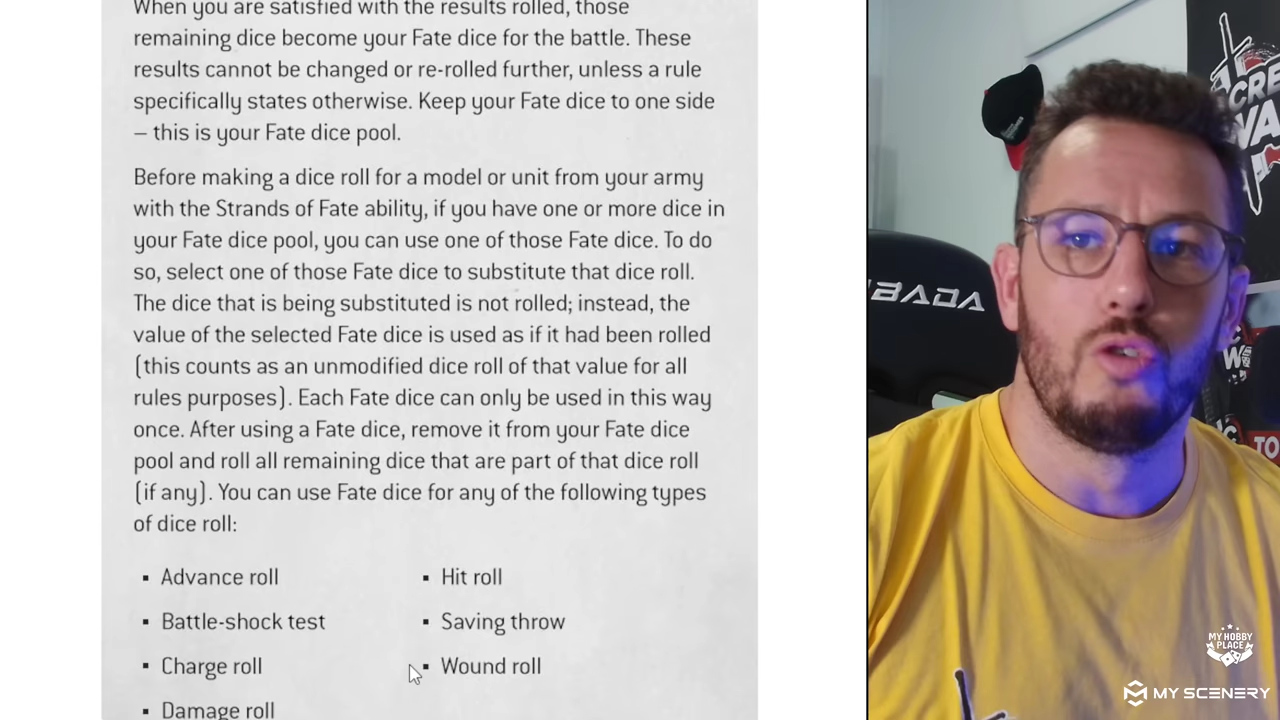 When you are satisfied with the results rolled, those
remaining dice become your Fate dice for the battle. These
results cannot be changed or re-rolled further, unless a rule
specifically states otherwise. Keep your Fate dice to one side
– this is your Fate dice pool.
Before making a dice roll for a model or unit from your army
with the Strands of Fate ability, if you have one or more dice in
your Fate dice pool, you can use one of those Fate dice. To do
so, select one of those Fate dice to substitute that dice roll.
The dice that is being substituted is not rolled; instead, the
value of the selected Fate dice is used as if it had been rolled
(this counts as an unmodified dice roll of that value for all
rules purposes). Each Fate dice can only be used in this way
once. After using a Fate dice, remove it from your Fate dice
pool and roll all remaining dice that are part of that dice roll
(if any). You can use Fate dice for any of the following types
of dice roll:
▪ Advance roll
▪ Battle-shock test
▪ Charge roll
▪ Damage roll
▪ Hit roll
▪ Saving throw
▪ Wound roll
MY HOBBY
PLACE
MY SCENERY